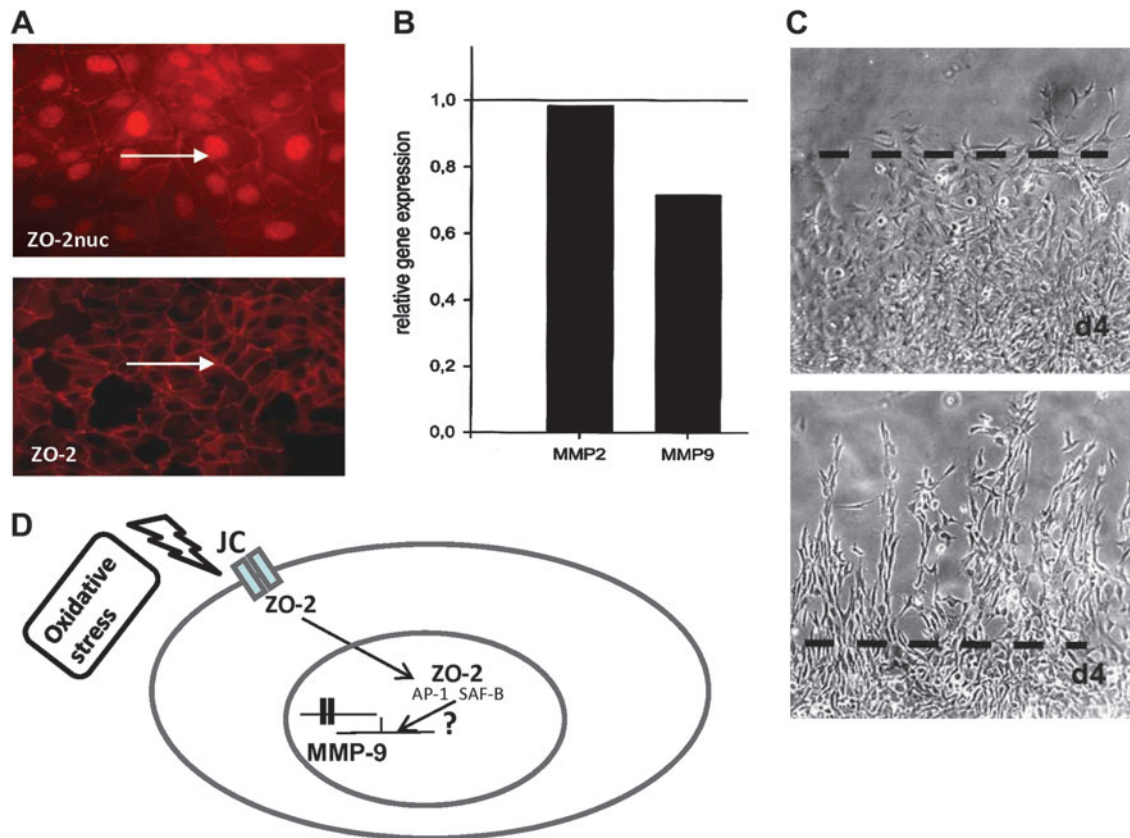 A
ZO-2nuc
ZO-2
B
relative gene expression
1,0
0,8
0,6
0,4
0,2
0,0
MMP2 MMP9
C
d4
d4
D
Oxidative
stress
JC
ZO-2
ZO-2
AP-1 SAF-B
?
MMP-9